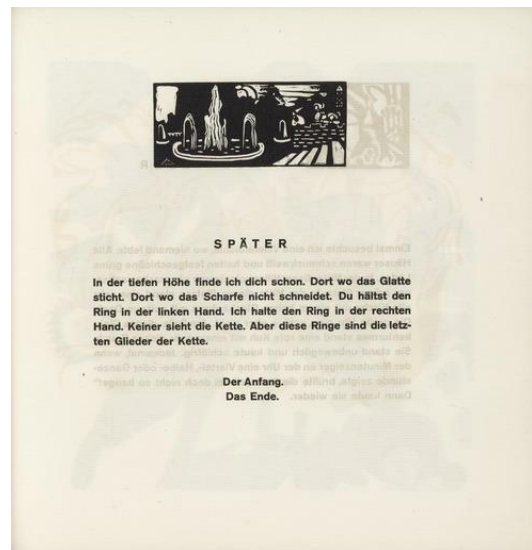 SPÄTER
In der tiefen Höhe finde ich dich schon. Dort wo das Glatte
sticht. Dort wo das Scharfe nicht schneidet. Du hältst den
Ring in der linken Hand. Ich halte den Ring in der rechten
Hand. Keiner sieht die Kette. Aber diese Ringe sind die letz-
ten Glieder der Kette.
Der Anfang.
Das Ende.